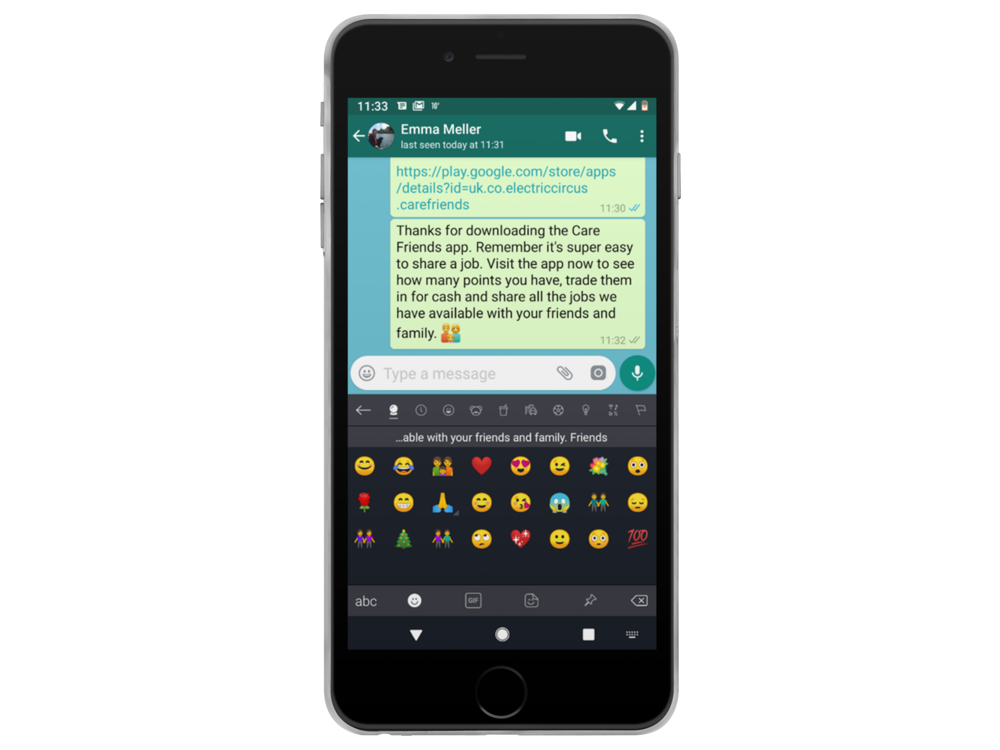 11:33 10°
Emma Meller
last seen today at 11:31
https://play.google.com/store/apps
/details?id=uk.co.electriccircus
.carefriends
11:30
Thanks for downloading the Care
Friends app. Remember it's super easy
to share a job. Visit the app now to see
how many points you have, trade them
in for cash and share all the jobs we
have available with your friends and
family.
11:32
Type a message
...able with your friends and family. Friends
100
abc GIF